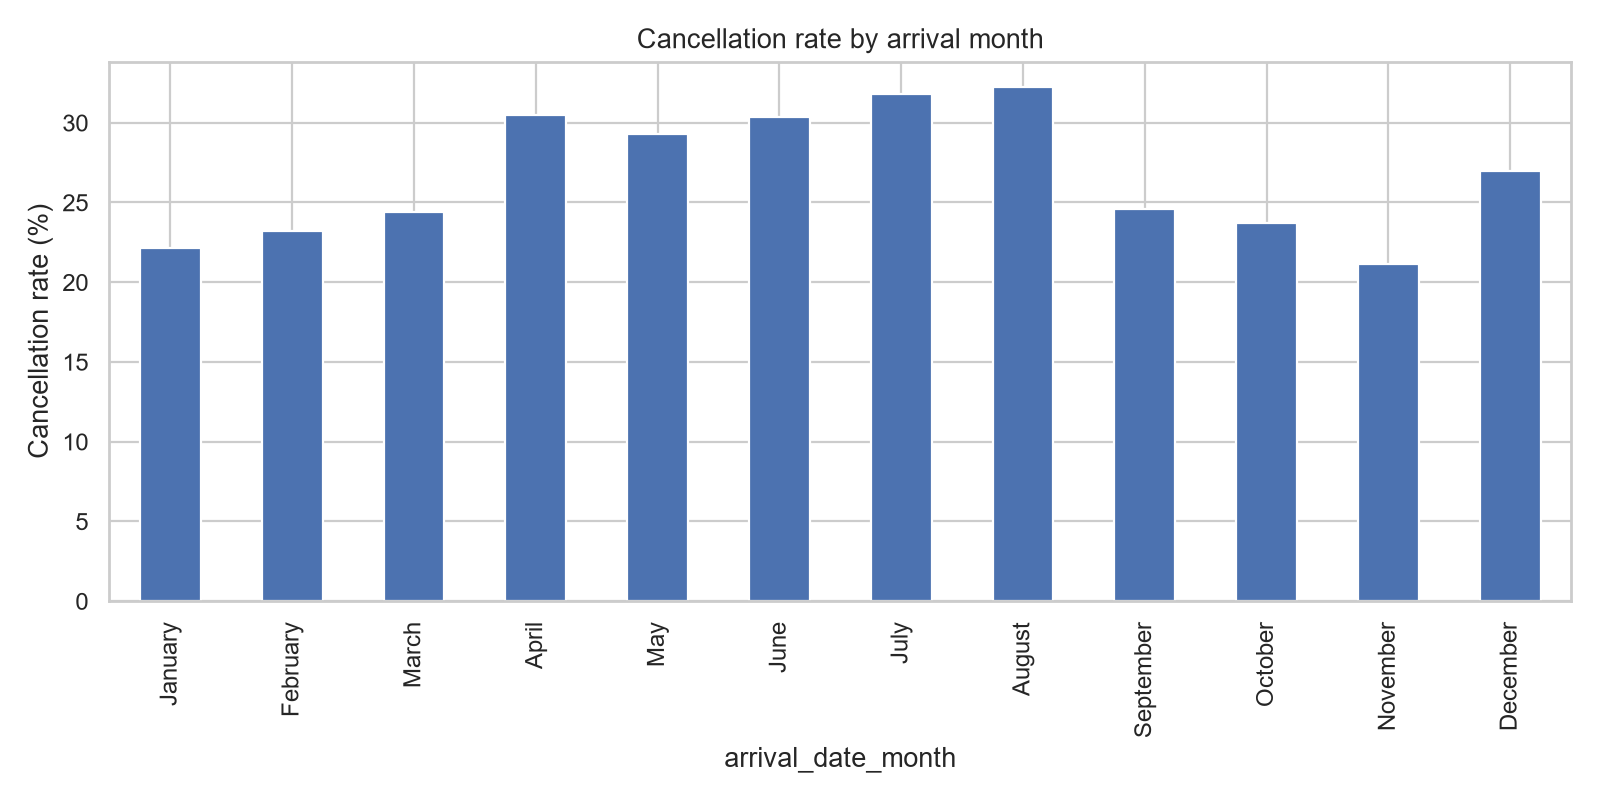 Cancellation rate by arrival month
Cancellation rate (%)
30
25
20
15
10
5
0
January
February
March
April
May
June
July
August
September
October
November
December
arrival_date_month